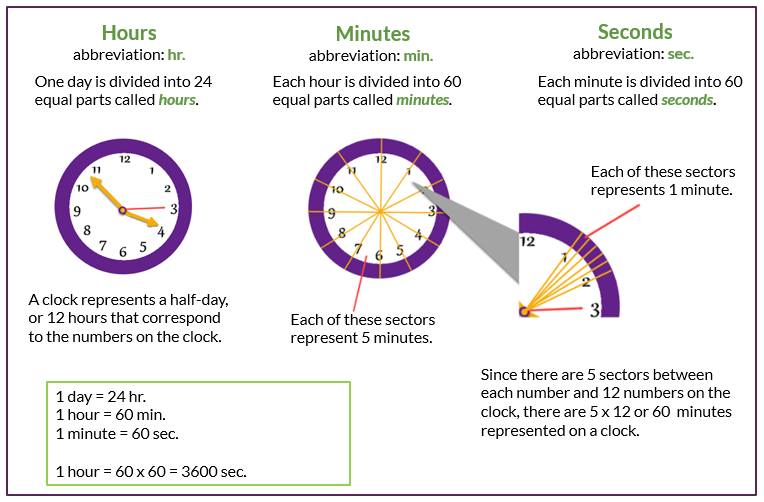 Hours
abbreviation: hr.
One day is divided into 24
equal parts called hours.
12
1
2
3
4
5
6
7
8
9
10
11
A clock represents a half-day,
or 12 hours that correspond
to the numbers on the clock.
Minutes
abbreviation: min.
Each hour is divided into 60
equal parts called minutes.
12
1
3
4
5
6
7
8
9
10
11
Each of these sectors
represent 5 minutes.
Seconds
abbreviation: sec.
Each minute is divided into 60
equal parts called seconds.
Each of these sectors
represents 1 minute.
12
1
2
3
Since there are 5 sectors between
each number and 12 numbers on the
clock, there are 5 x 12 or 60 minutes
represented on a clock.
1 day = 24 hr.
1 hour = 60 min.
1 minute = 60 sec.
1 hour = 60 x 60 = 3600 sec.